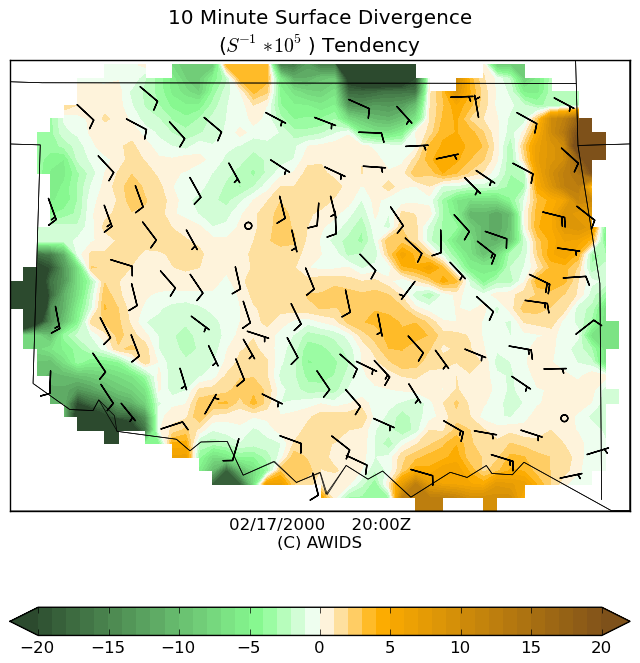 10 Minute Surface Divergence
(S⁻¹ * 10⁵ ) Tendency
02/17/2000 20:00Z
(C) AWIDS
−20 −15 −10 −5 0 5 10 15 20